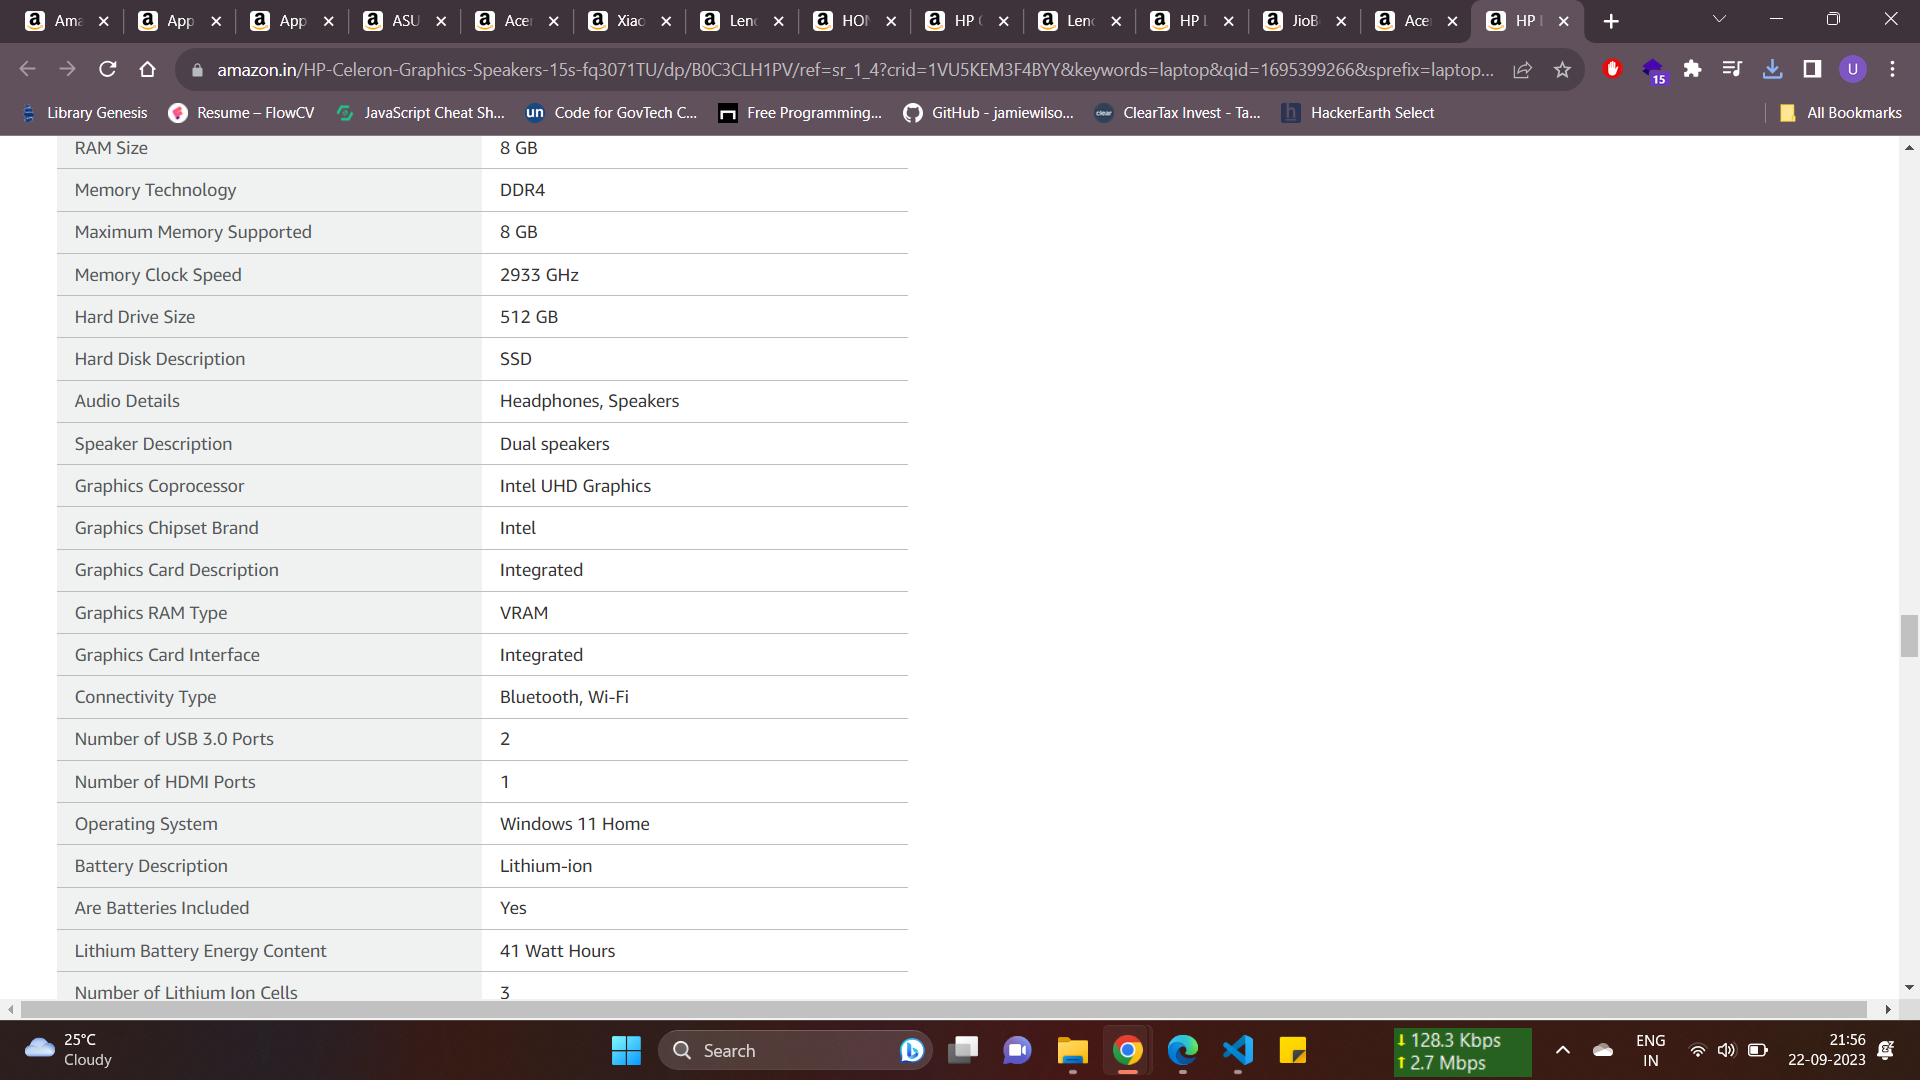 Ama App App ASU Acer Xiao Leno HON HP Leno HP L JioB Acer HP
amazon.in/HP-Celeron-Graphics-Speakers-15s-fq3071TU/dp/B0C3CLH1PV/ref=sr_1_4?crid=1VU5KEM3F4BYY&keywords=laptop&qid=1695399266&sprefix=laptop...
15
U
Library Genesis Resume – FlowCV JavaScript Cheat Sh... un Code for GovTech C... Free Programming... GitHub - jamiewilso... clear ClearTax Invest - Ta... h HackerEarth Select All Bookmarks
RAM Size 8 GB
Memory Technology DDR4
Maximum Memory Supported 8 GB
Memory Clock Speed 2933 GHz
Hard Drive Size 512 GB
Hard Disk Description SSD
Audio Details Headphones, Speakers
Speaker Description Dual speakers
Graphics Coprocessor Intel UHD Graphics
Graphics Chipset Brand Intel
Graphics Card Description Integrated
Graphics RAM Type VRAM
Graphics Card Interface Integrated
Connectivity Type Bluetooth, Wi-Fi
Number of USB 3.0 Ports 2
Number of HDMI Ports 1
Operating System Windows 11 Home
Battery Description Lithium-ion
Are Batteries Included Yes
Lithium Battery Energy Content 41 Watt Hours
Number of Lithium Ion Cells 3
25°C
Cloudy
Search
128.3 Kbps
2.7 Mbps
ENG
IN
21:56
22-09-2023